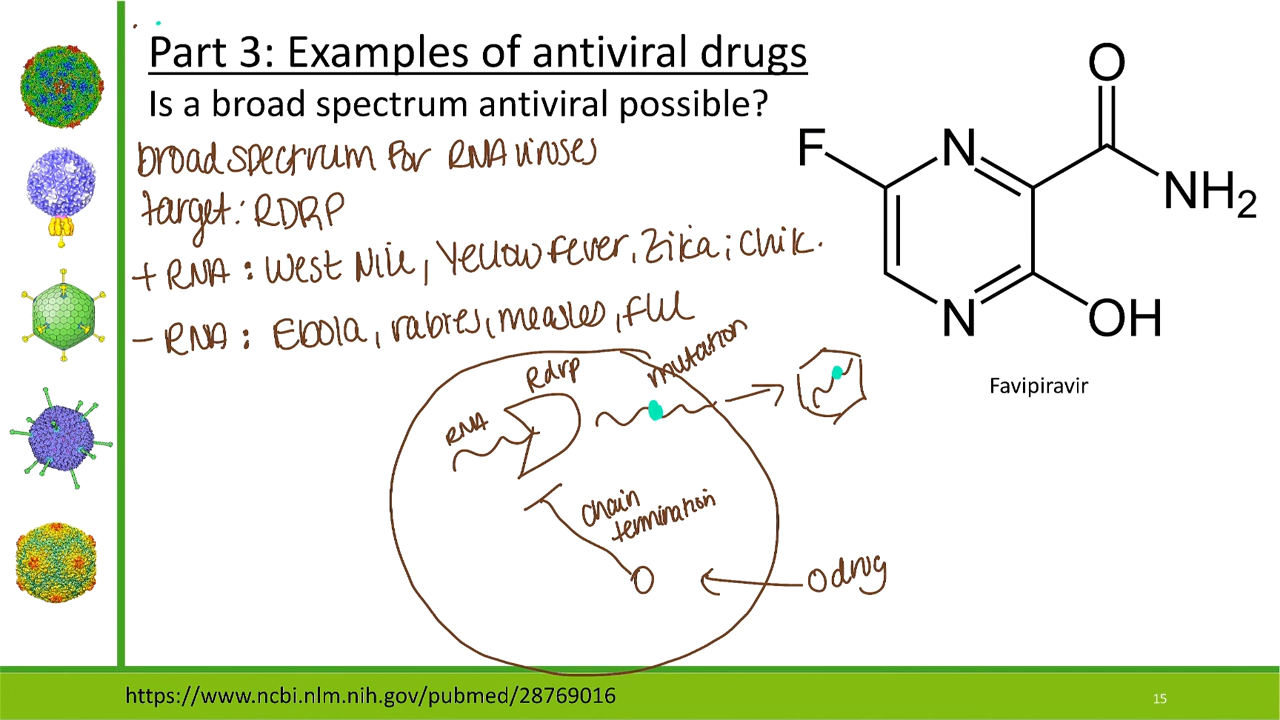 Part 3: Examples of antiviral drugs
Is a broad spectrum antiviral possible?
broad spectrum for RNA viruses
target: RDRP
+ RNA: West Nile, Yellow fever, Zika; Chik.
- RNA: Ebola, rabies, measles, flu
mutation
Rdrp
RNA
chain
termination
drug
O
F
N
NH2
N
OH
Favipiravir
https://www.ncbi.nlm.nih.gov/pubmed/28769016
15